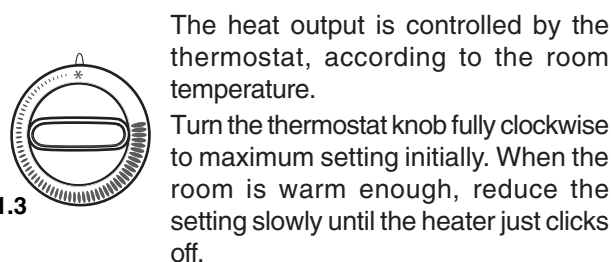 The heat output is controlled by the
thermostat, according to the room
temperature.
Turn the thermostat knob fully clockwise
to maximum setting initially. When the
room is warm enough, reduce the
setting slowly until the heater just clicks
off.
1.3